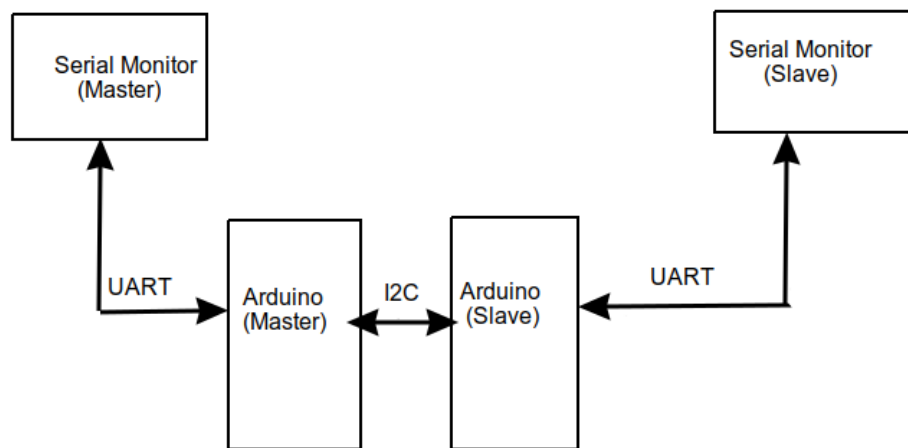 Serial Monitor
(Master)
Serial Monitor
(Slave)
UART
Arduino
(Master)
I2C
Arduino
(Slave)
UART